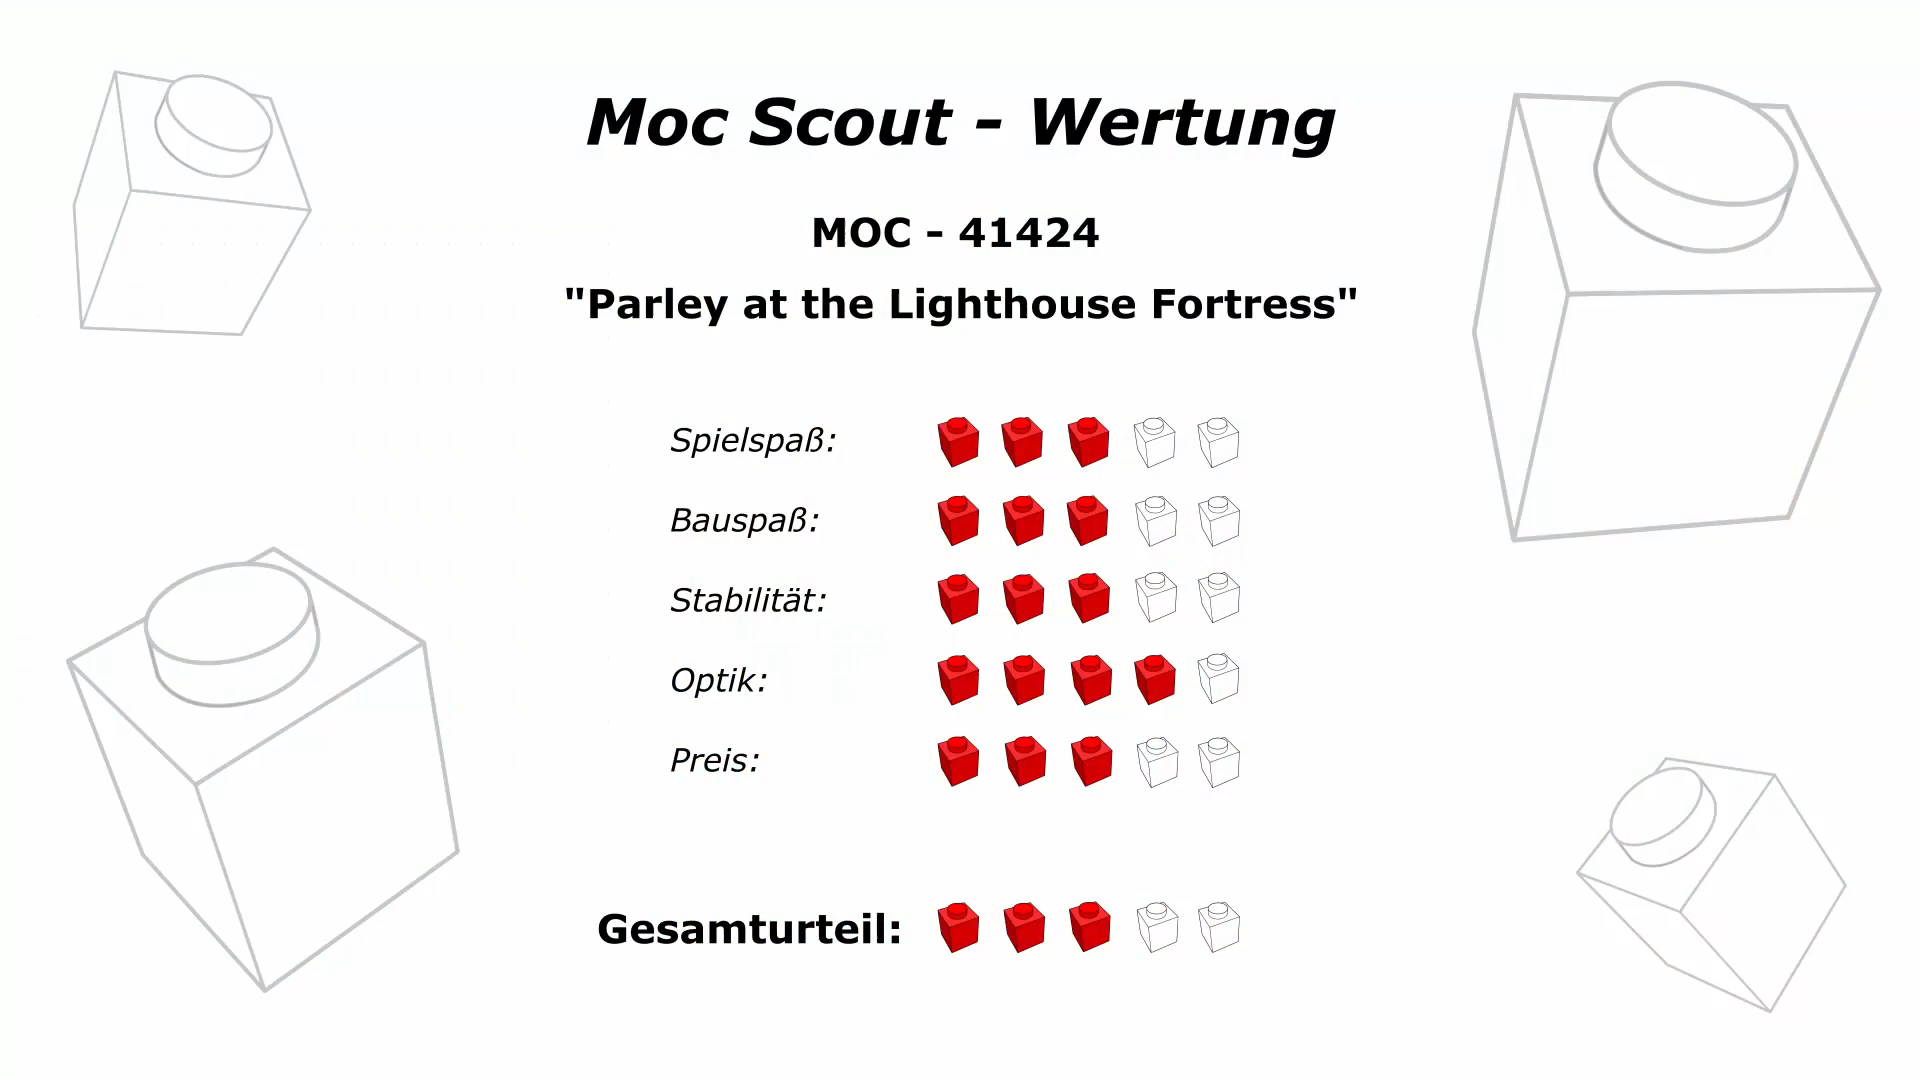 Moc Scout - Wertung
MOC - 41424
"Parley at the Lighthouse Fortress"
Spielspaß:
Bauspaß:
Stabilität:
Optik:
Preis:
Gesamturteil: